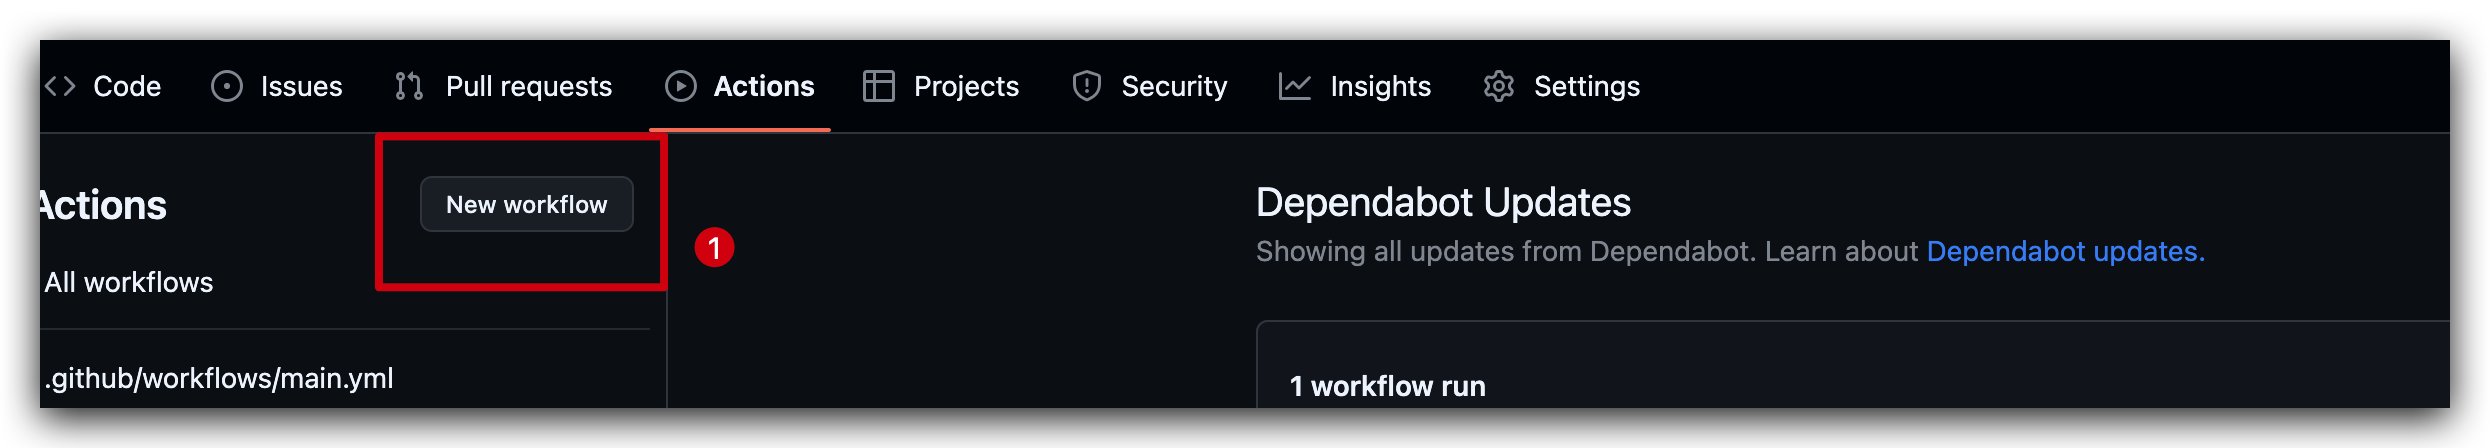 Code Issues Pull requests Actions Projects Security Insights Settings
Actions New workflow
1
All workflows
.github/workflows/main.yml
Dependabot Updates
Showing all updates from Dependabot. Learn about Dependabot updates.
1 workflow run